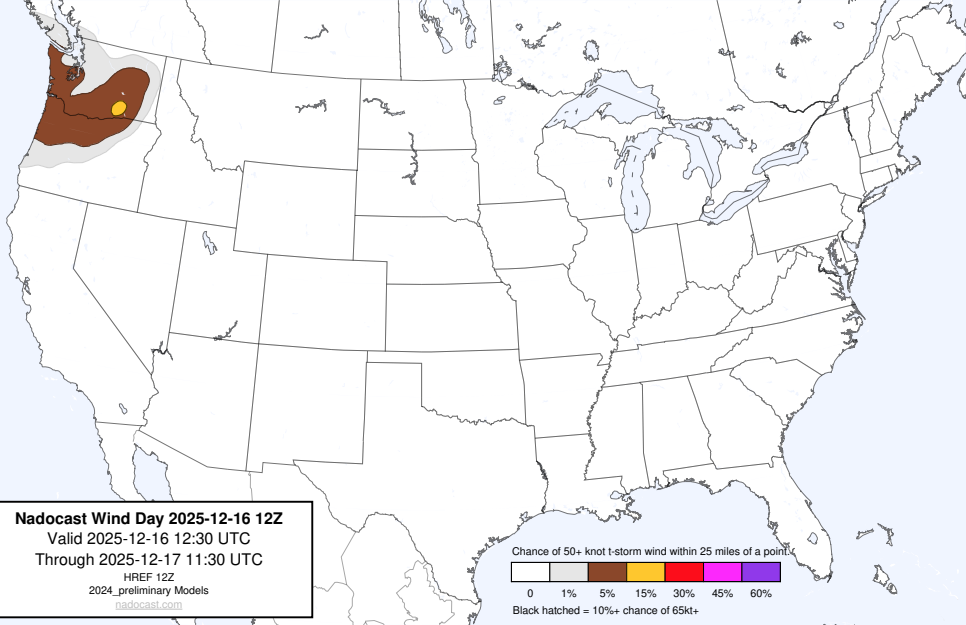 Nadocast Wind Day 2025-12-16 12Z
Valid 2025-12-16 12:30 UTC
Through 2025-12-17 11:30 UTC
HREF 12Z
2024_preliminary Models
nadocast.com
Chance of 50+ knot t-storm wind within 25 miles of a point.
0 1% 5% 15% 30% 45% 60%
Black hatched = 10%+ chance of 65kt+